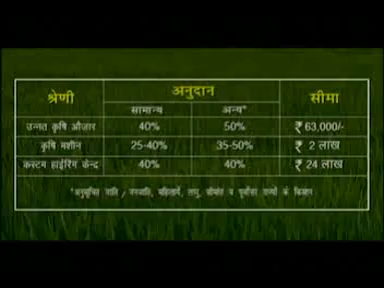 श्रेणी अनुदान सीमा
सामान्य अन्य*
उन्नत कृषि औज़ार 40% 50% ₹ 63,000/-
कृषि मशीन 25-40% 35-50% ₹ 2 लाख
कस्टम हाईरिंग केन्द्र 40% 40% ₹ 24 लाख
*अनुसूचित जाति / जनजाति, महिलायें, लघु, सीमांत व पूर्वोत्तर राज्यों के किसान